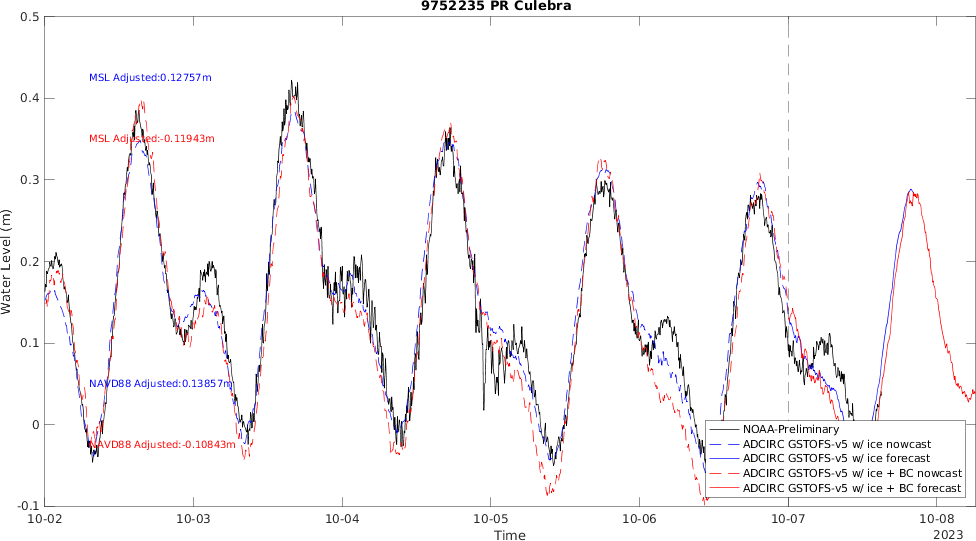 9752235 PR Culebra
0.5
MSL Adjusted:0.12757m
0.4
MSL Adjusted:-0.11943m
0.3
Water Level (m)
0.2
0.1
NAVD88 Adjusted:0.13857m
0
NAVD88 Adjusted:-0.10843m
NOAA-Preliminary
ADCIRC GSTOFS-v5 w/ ice nowcast
ADCIRC GSTOFS-v5 w/ ice forecast
ADCIRC GSTOFS-v5 w/ ice + BC nowcast
ADCIRC GSTOFS-v5 w/ ice + BC forecast
-0.1
10-02 10-03 10-04 10-05 10-06 10-07 10-08
Time
2023